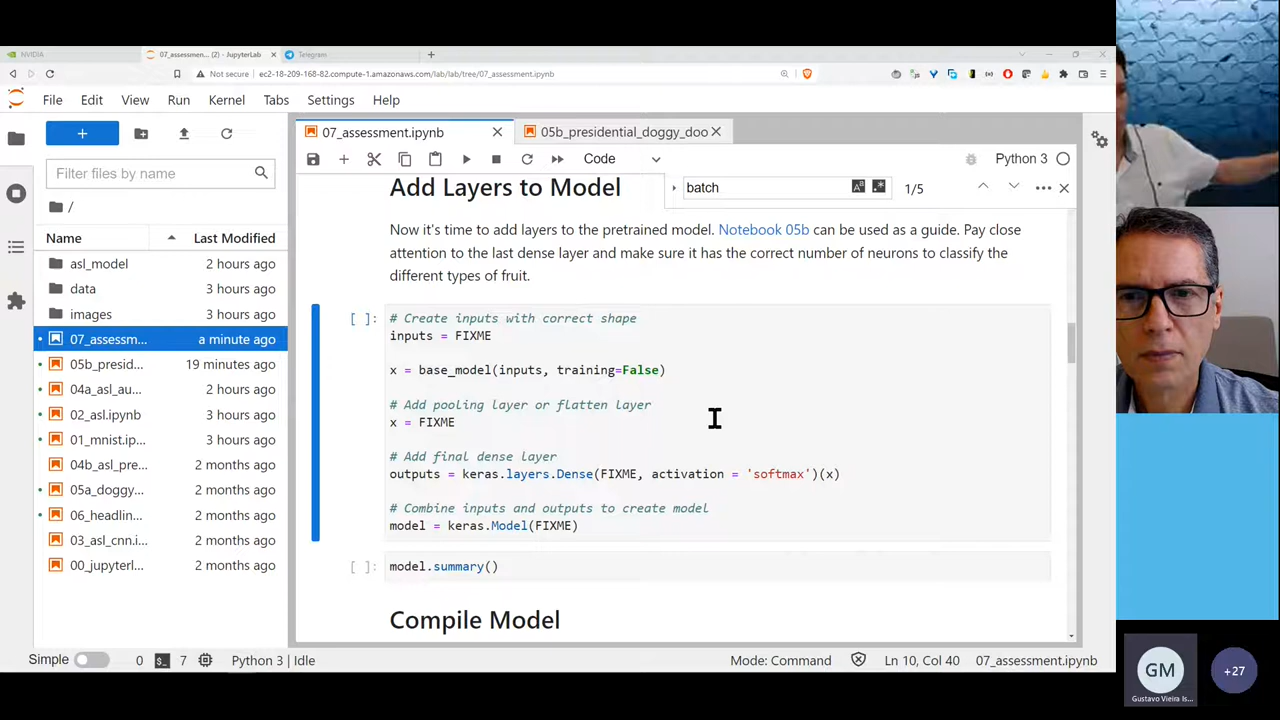 NVIDIA
07_assessmen... (2) - JupyterLab
Telegram
Not secure
ec2-18-209-168-82.compute-1.amazonaws.com/lab/lab/tree/07_assessment.ipynb
File Edit View Run Kernel Tabs Settings Help
07_assessment.ipynb
05b_presidential_doggy_doo
Code
Python 3
Filter files by name
/
Name
Last Modified
asl_model 2 hours ago
data 3 hours ago
images 3 hours ago
07_assessm... a minute ago
05b_presid... 19 minutes ago
04a_asl_au... 2 hours ago
02_asl.ipynb 3 hours ago
01_mnist.ip... 3 hours ago
04b_asl_pre... 2 months ago
05a_doggy... 2 months ago
06_headlin... 2 months ago
03_asl_cnn.i... 2 months ago
00_jupyterl... 2 months ago
batch
1/5
Add Layers to Model
Now it's time to add layers to the pretrained model. Notebook 05b can be used as a guide. Pay close
attention to the last dense layer and make sure it has the correct number of neurons to classify the
different types of fruit.
[ ]:
# Create inputs with correct shape
inputs = FIXME
x = base_model(inputs, training=False)
# Add pooling layer or flatten layer
x = FIXME
# Add final dense layer
outputs = keras.layers.Dense(FIXME, activation = 'softmax')(x)
# Combine inputs and outputs to create model
model = keras.Model(FIXME)
[ ]:
model.summary()
Compile Model
Simple
0
7
Python 3 | Idle
Mode: Command
Ln 10, Col 40
07_assessment.ipynb
GM
Gustavo Vieira Is...
+27